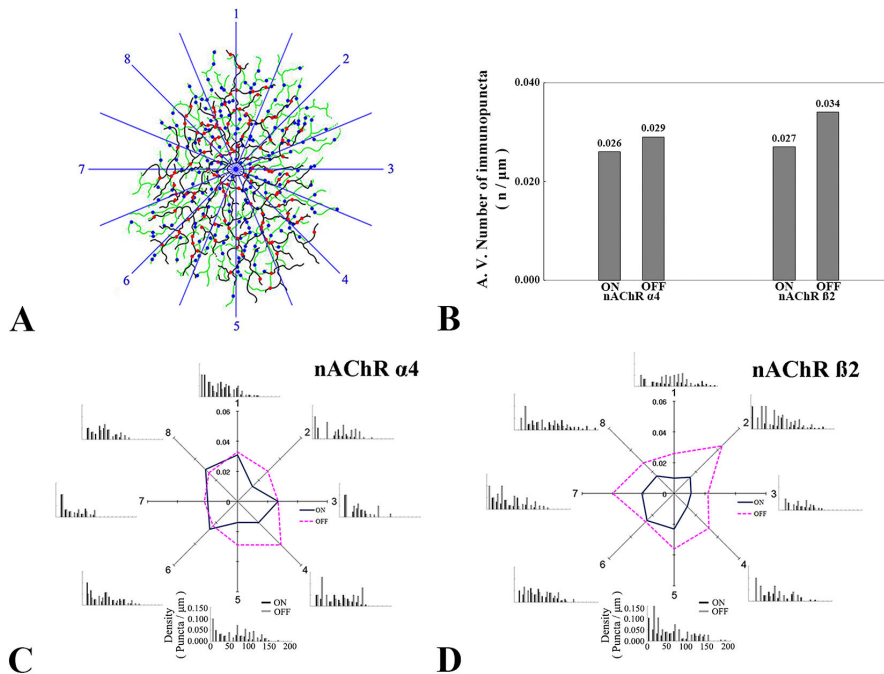 1
2
3
4
5
6
7
8
A
A. V. Number of immunopuncta
( n / µm )
0.040
0.020
0.000
0.026
0.029
0.027
0.034
ON OFF
nAChR α4
ON OFF
nAChR ß2
B
nAChR α4
1
2
3
4
5
6
7
8
0.06
0.04
0.02
0
ON
OFF
Density
( Puncta / µm )
0.150
0.100
0.050
0.000
0 50 100 150 200
ON
OFF
C
nAChR ß2
1
2
3
4
5
6
7
8
0.06
0.04
0.02
0
ON
OFF
Density
( Puncta / µm )
0.150
0.100
0.050
0.000
0 50 100 150 200
ON
OFF
D